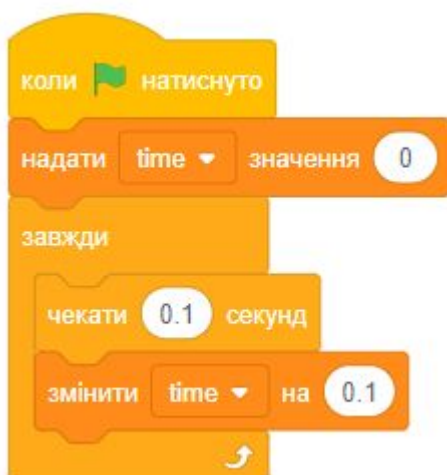 коли натиснуто
надати time значення 0
завжди
чекати 0.1 секунд
змінити time на 0.1